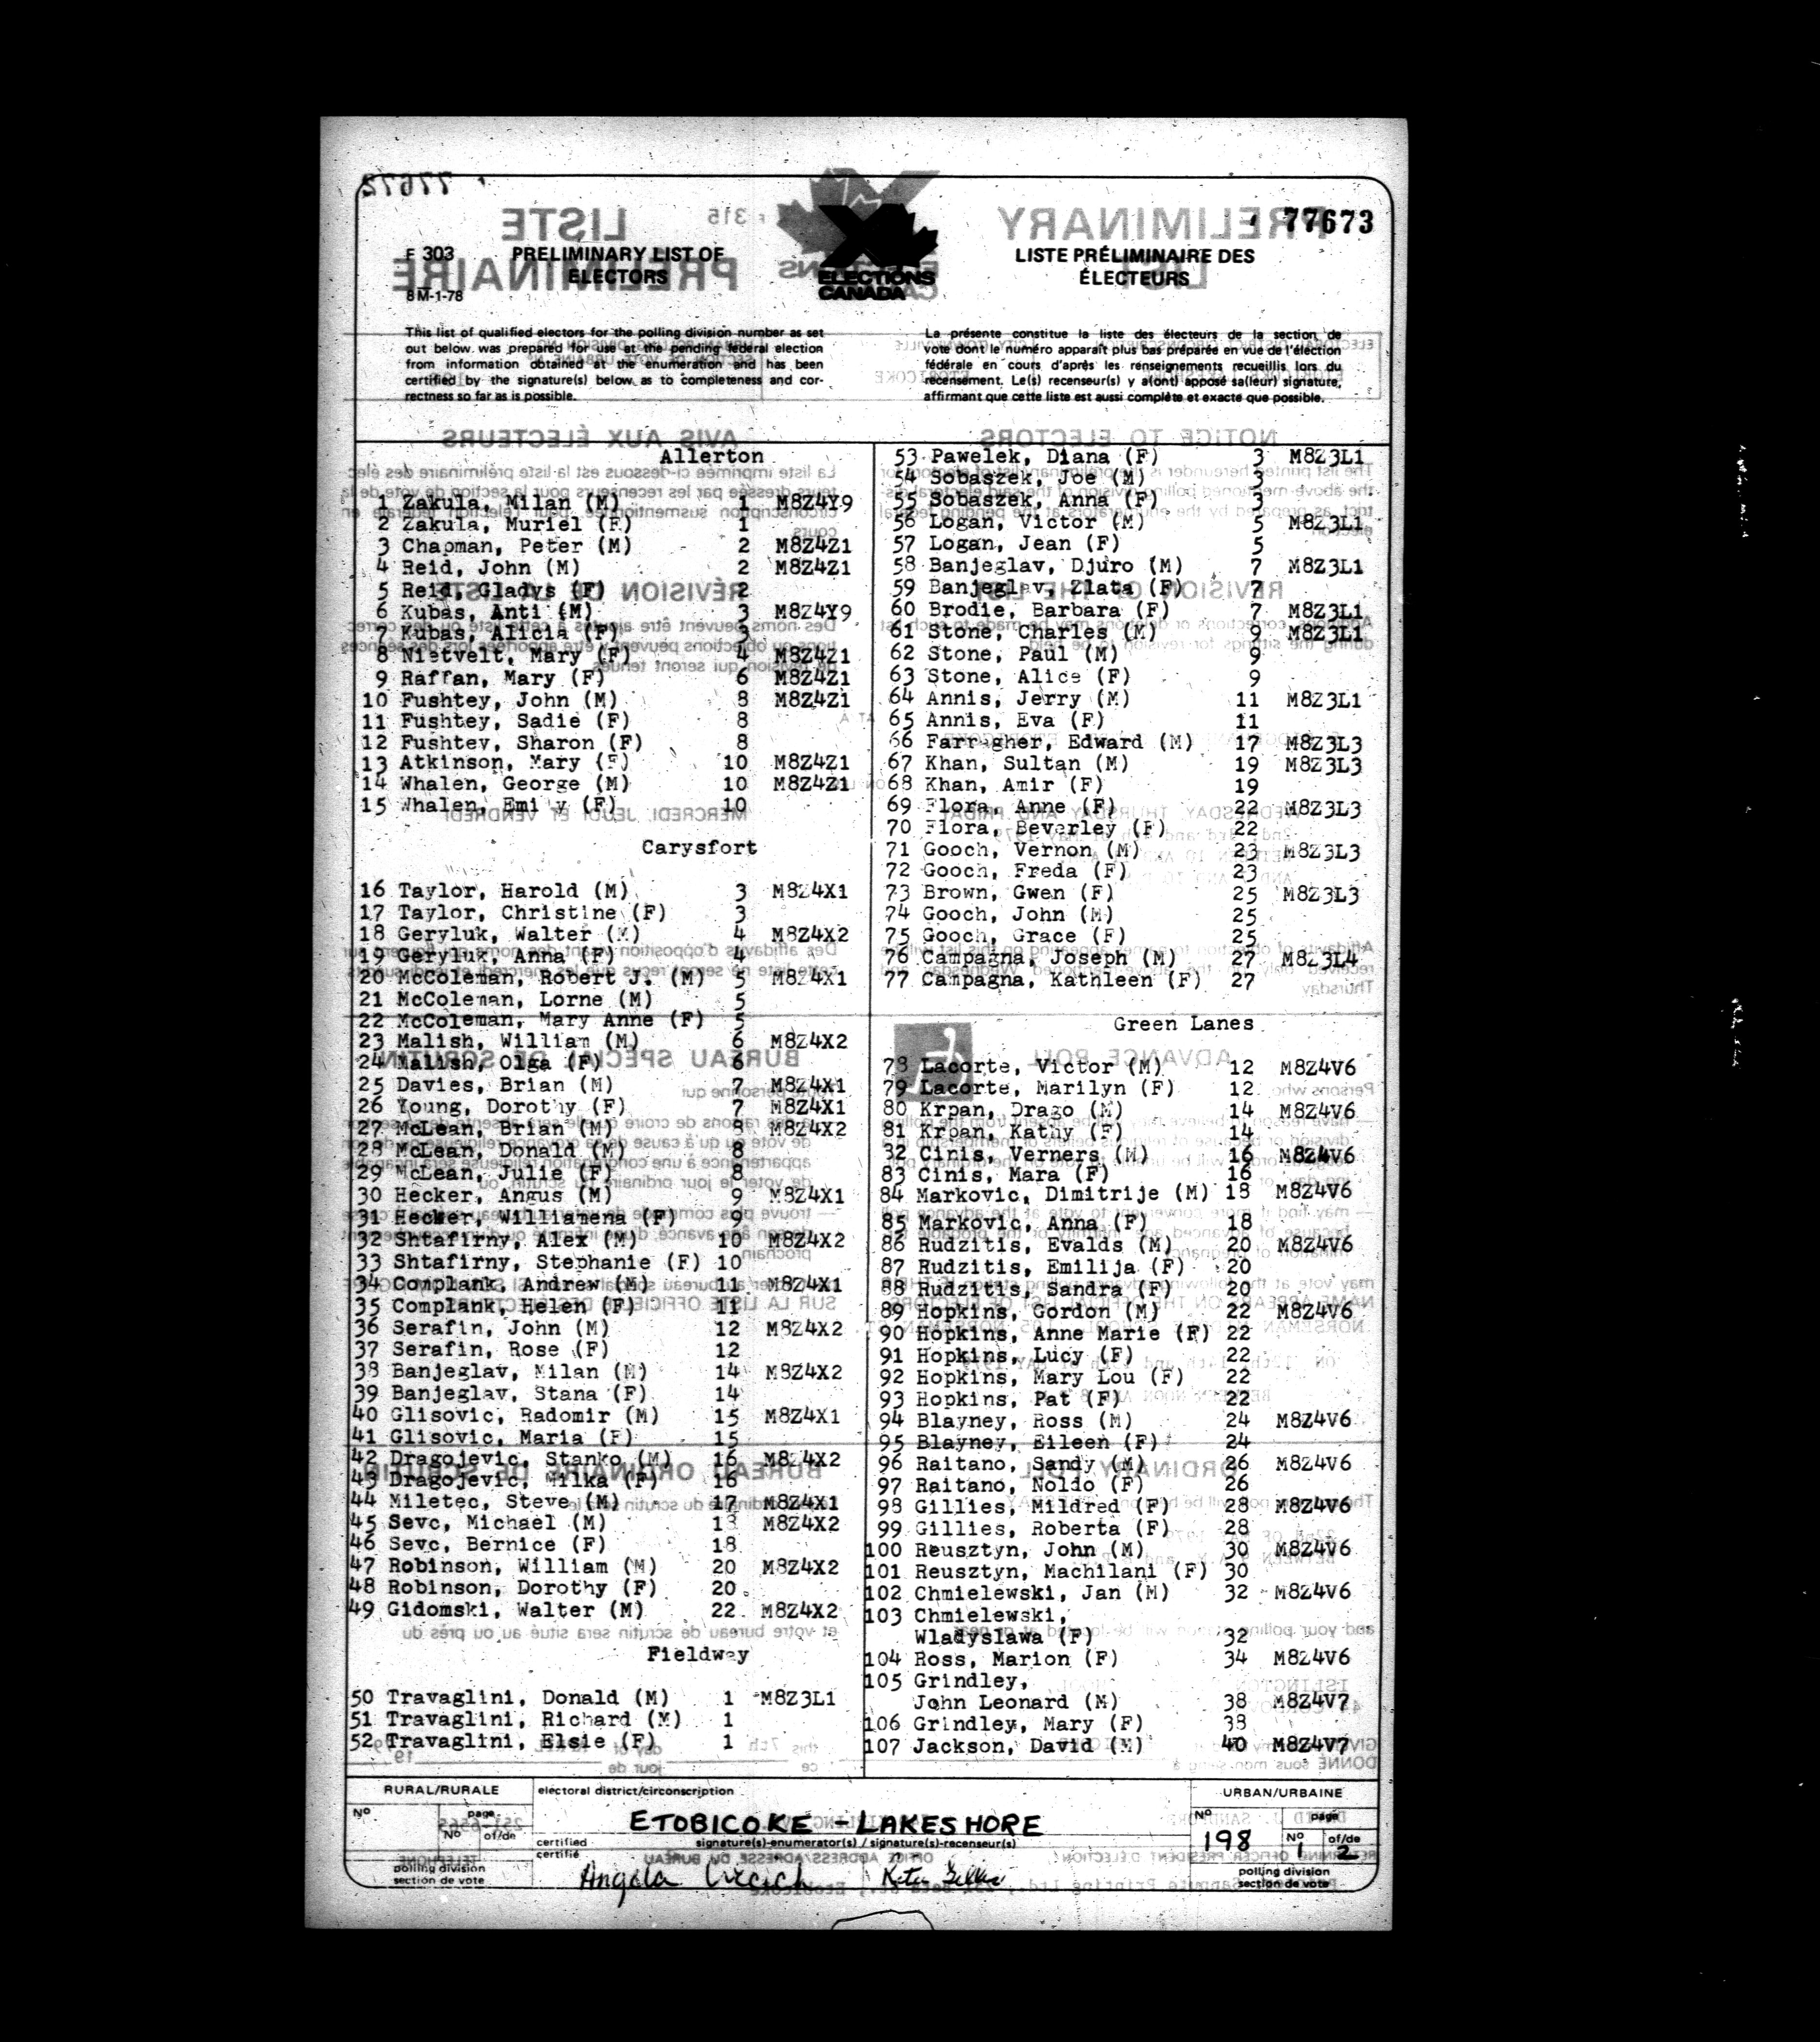 77673
F 303
PRELIMINARY LIST OF
ELECTORS
8M-1-78
ELECTIONS
CANADA
LISTE PRÉLIMINAIRE DES
ÉLECTEURS
This list of qualified electors for the polling division number as set
out below was prepared for use at the pending federal election
from information obtained at the enumeration and has been
certified by the signature(s) below as to completeness and cor-
rectness so far as is possible.
La présente constitue la liste des électeurs de la section de
vote dont le numéro apparaît plus bas préparée en vue de l'élection
fédérale en cours d'après les renseignements recueillis lors du
recensement. Le(s) recenseur(s) y a(ont) apposé sa(leur) signature,
affirmant que cette liste est aussi complète et exacte que possible.
Allerton
1 Zakula, Milan (M) 1 M8Z4Y9
2 Zakula, Muriel (F) 1
3 Chapman, Peter (M) 2 M8Z4Z1
4 Reid, John (M) 2 M8Z4Z1
5 Reid, Gladys (F) 2
6 Kubas, Anti (M) 3 M8Z4Y9
7 Kubas, Alicia (F) 3
8 Nietvelt, Mary (F) 4 M8Z4Z1
9 Raffan, Mary (F) 6 M8Z4Z1
10 Fushtey, John (M) 8 M8Z4Z1
11 Fushtey, Sadie (F) 8
12 Fushtey, Sharon (F) 8
13 Atkinson, Mary (F) 10 M8Z4Z1
14 Whalen, George (M) 10 M8Z4Z1
15 Whalen, Emily (F) 10
Carysfort
16 Taylor, Harold (M) 3 M8Z4X1
17 Taylor, Christine (F) 3
18 Geryluk, Walter (M) 4 M8Z4X2
19 Geryluk, Anna (F) 4
20 McColeman, Robert J. (M) 5 M8Z4X1
21 McColeman, Lorne (M) 5
22 McColeman, Mary Anne (F) 5
23 Malish, William (M) 6 M8Z4X2
24 Malish, Olga (F) 6
25 Davies, Brian (M) 7 M8Z4X1
26 Young, Dorothy (F) 7 M8Z4X1
27 McLean, Brian (M) 8 M8Z4X2
28 McLean, Donald (M) 8
29 McLean, Julie (F) 8
30 Hecker, Angus (M) 9 M8Z4X1
31 Hecker, Williamena (F) 9
32 Shtafirny, Alex (M) 10 M8Z4X2
33 Shtafirny, Stephanie (F) 10
34 Complank, Andrew (M) 11 M8Z4X1
35 Complank, Helen (F) 11
36 Serafin, John (M) 12 M8Z4X2
37 Serafin, Rose (F) 12
38 Banjeglav, Milan (M) 14 M8Z4X2
39 Banjeglav, Stana (F) 14
40 Glisovic, Radomir (M) 15 M8Z4X1
41 Glisovic, Maria (F) 15
42 Dragojevic, Stanko (M) 16 M8Z4X2
43 Dragojevic, Milka (F) 16
44 Miletec, Steve (M) 17 M8Z4X1
45 Sevc, Michael (M) 18 M8Z4X2
46 Sevc, Bernice (F) 18
47 Robinson, William (M) 20 M8Z4X2
48 Robinson, Dorothy (F) 20
49 Gidomski, Walter (M) 22 M8Z4X2
Fieldway
50 Travaglini, Donald (M) 1 M8Z3L1
51 Travaglini, Richard (M) 1
52 Travaglini, Elsie (F) 1
53 Pawelek, Diana (F) 3 M8Z3L1
54 Sobaszek, Joe (M) 3
55 Sobaszek, Anna (F) 3
56 Logan, Victor (M) 5 M8Z3L1
57 Logan, Jean (F) 5
58 Banjeglav, Djuro (M) 7 M8Z3L1
59 Banjeglav, Zlata (F) 7
60 Brodie, Barbara (F) 7 M8Z3L1
61 Stone, Charles (M) 9 M8Z3L1
62 Stone, Paul (M) 9
63 Stone, Alice (F) 9
64 Annis, Jerry (M) 11 M8Z3L1
65 Annis, Eva (F) 11
66 Farragher, Edward (M) 17 M8Z3L3
67 Khan, Sultan (M) 19 M8Z3L3
68 Khan, Amir (F) 19
69 Flora, Anne (F) 22 M8Z3L3
70 Flora, Beverley (F) 22
71 Gooch, Vernon (M) 23 M8Z3L3
72 Gooch, Freda (F) 23
73 Brown, Gwen (F) 25 M8Z3L3
74 Gooch, John (M) 25
75 Gooch, Grace (F) 25
76 Campagna, Joseph (M) 27 M8Z3L4
77 Campagna, Kathleen (F) 27
Green Lanes
78 Lacorte, Victor (M) 12 M8Z4V6
79 Lacorte, Marilyn (F) 12
80 Krpan, Drago (M) 14 M8Z4V6
81 Krpan, Kathy (F) 14
82 Cinis, Verners (M) 16 M8Z4V6
83 Cinis, Mara (F) 16
84 Markovic, Dimitrije (M) 18 M8Z4V6
85 Markovic, Anna (F) 18
86 Rudzitis, Evalds (M) 20 M8Z4V6
87 Rudzitis, Emilija (F) 20
88 Rudzitis, Sandra (F) 20
89 Hopkins, Gordon (M) 22 M8Z4V6
90 Hopkins, Anne Marie (F) 22
91 Hopkins, Lucy (F) 22
92 Hopkins, Mary Lou (F) 22
93 Hopkins, Pat (F) 22
94 Blayney, Ross (M) 24 M8Z4V6
95 Blayney, Eileen (F) 24
96 Raitano, Sandy (M) 26 M8Z4V6
97 Raitano, Noldo (F) 26
98 Gillies, Mildred (F) 28 M8Z4V6
99 Gillies, Roberta (F) 28
100 Reusztyn, John (M) 30 M8Z4V6
101 Reusztyn, Machilani (F) 30
102 Chmielewski, Jan (M) 32 M8Z4V6
103 Chmielewski,
Wladyslawa (F) 32
104 Ross, Marion (F) 34 M8Z4V6
105 Grindley,
John Leonard (M) 38 M8Z4V7
106 Grindley, Mary (F) 38
107 Jackson, David (M) 40 M8Z4V7
RURAL/RURALE
No
page
No of/de
polling division
section de vote
electoral district/circonscription
ETOBICOKE - LAKESHORE
certified
certifié
signature(s)-enumerator(s) / signature(s)-recenseur(s)
Angela
URBAN/URBAINE
No
198
page
No 1 of/de 2
polling division
section de vote